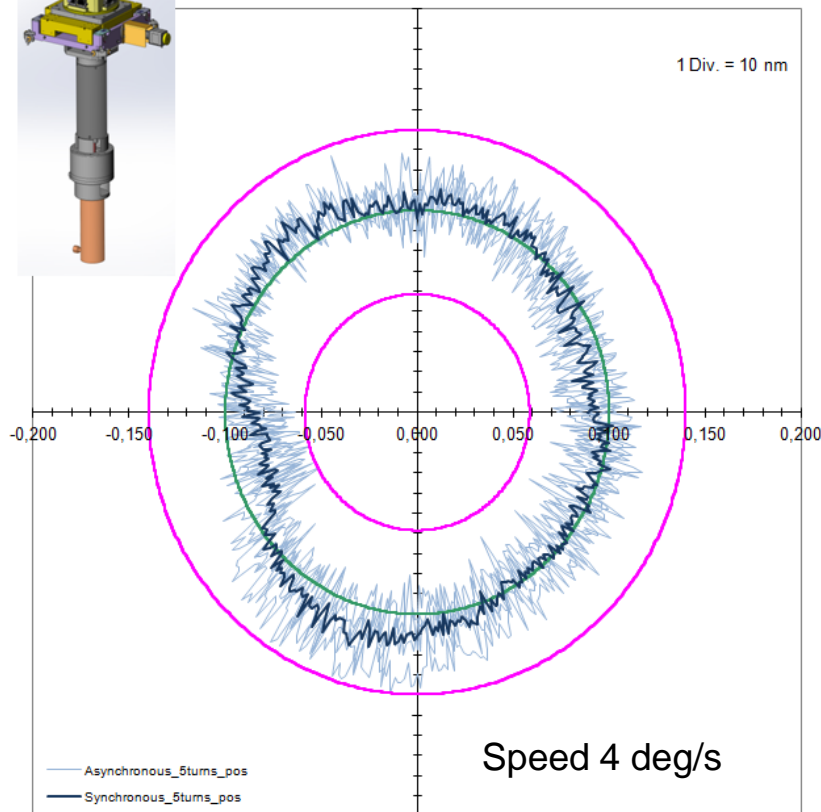 1 Div. = 10 nm
-0,200 -0,150 -0,100 -0,050 0,000 0,050 0,100 0,150 0,200
Speed 4 deg/s
Asynchronous_5turns_pos
Synchronous_5turns_pos